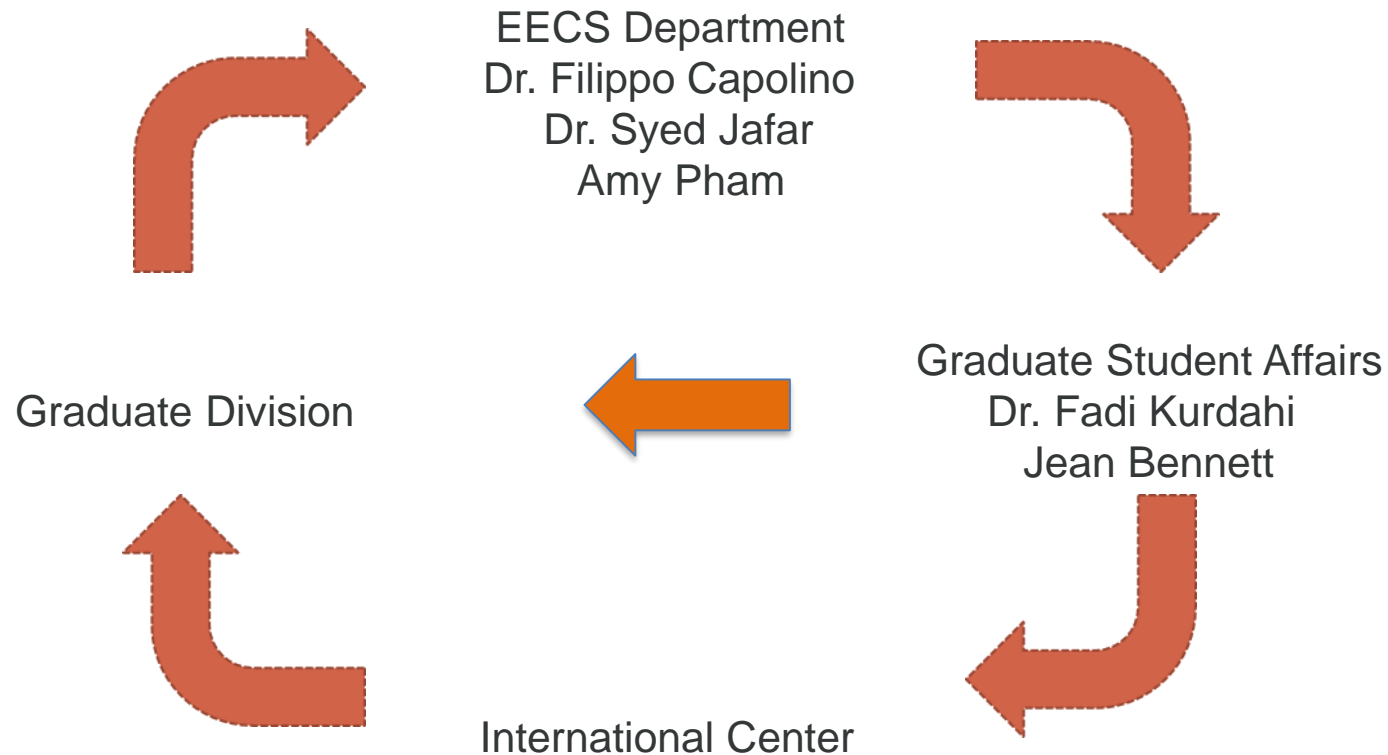 EECS Department
Dr. Filippo Capolino
Dr. Syed Jafar
Amy Pham
Graduate Student Affairs
Dr. Fadi Kurdahi
Jean Bennett
Graduate Division
International Center